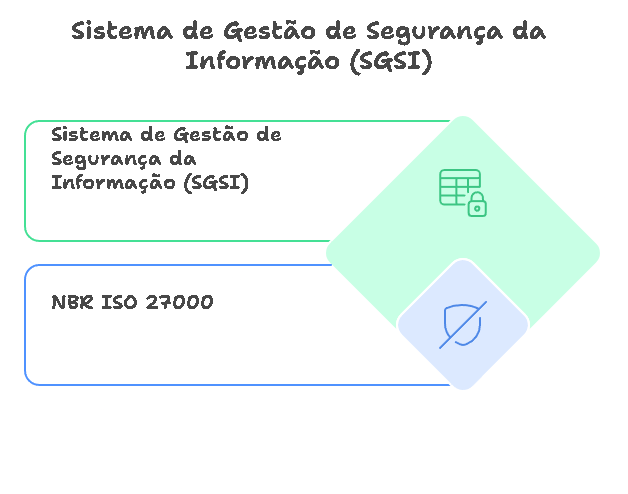 Sistema de Gestão de Segurança da
Informação (SGSI)
Sistema de Gestão de
Segurança da
Informação (SGSI)
NBR ISO 27000